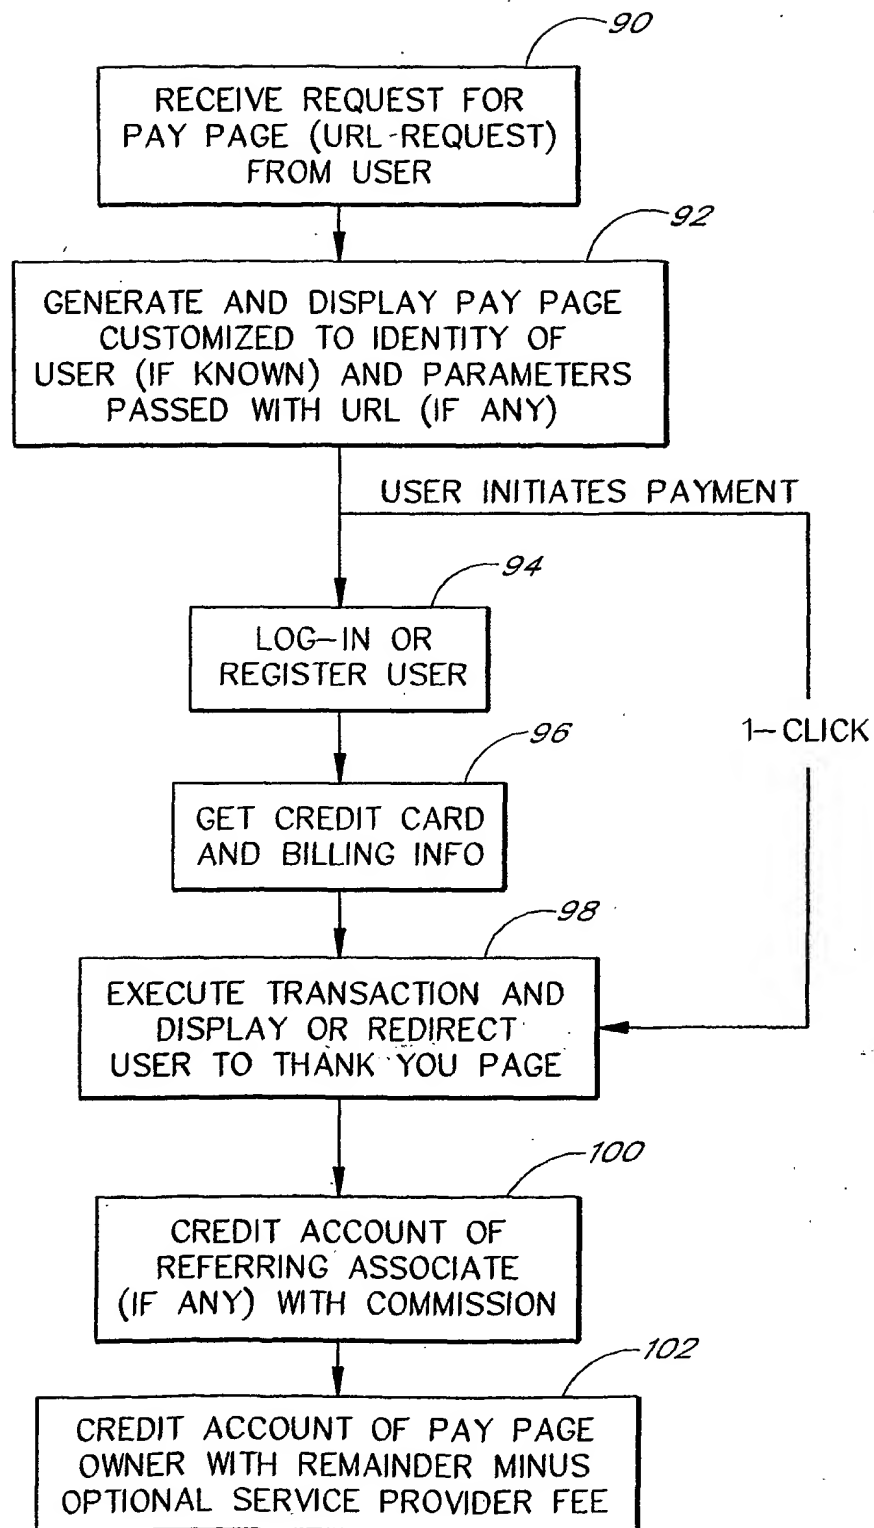 90
RECEIVE REQUEST FOR
PAY PAGE (URL-REQUEST)
FROM USER
92
GENERATE AND DISPLAY PAY PAGE
CUSTOMIZED TO IDENTITY OF
USER (IF KNOWN) AND PARAMETERS
PASSED WITH URL (IF ANY)
USER INITIATES PAYMENT
94
LOG-IN OR
REGISTER USER
1-CLICK
96
GET CREDIT CARD
AND BILLING INFO
98
EXECUTE TRANSACTION AND
DISPLAY OR REDIRECT
USER TO THANK YOU PAGE
100
CREDIT ACCOUNT OF
REFERRING ASSOCIATE
(IF ANY) WITH COMMISSION
102
CREDIT ACCOUNT OF PAY PAGE
OWNER WITH REMAINDER MINUS
OPTIONAL SERVICE PROVIDER FEE